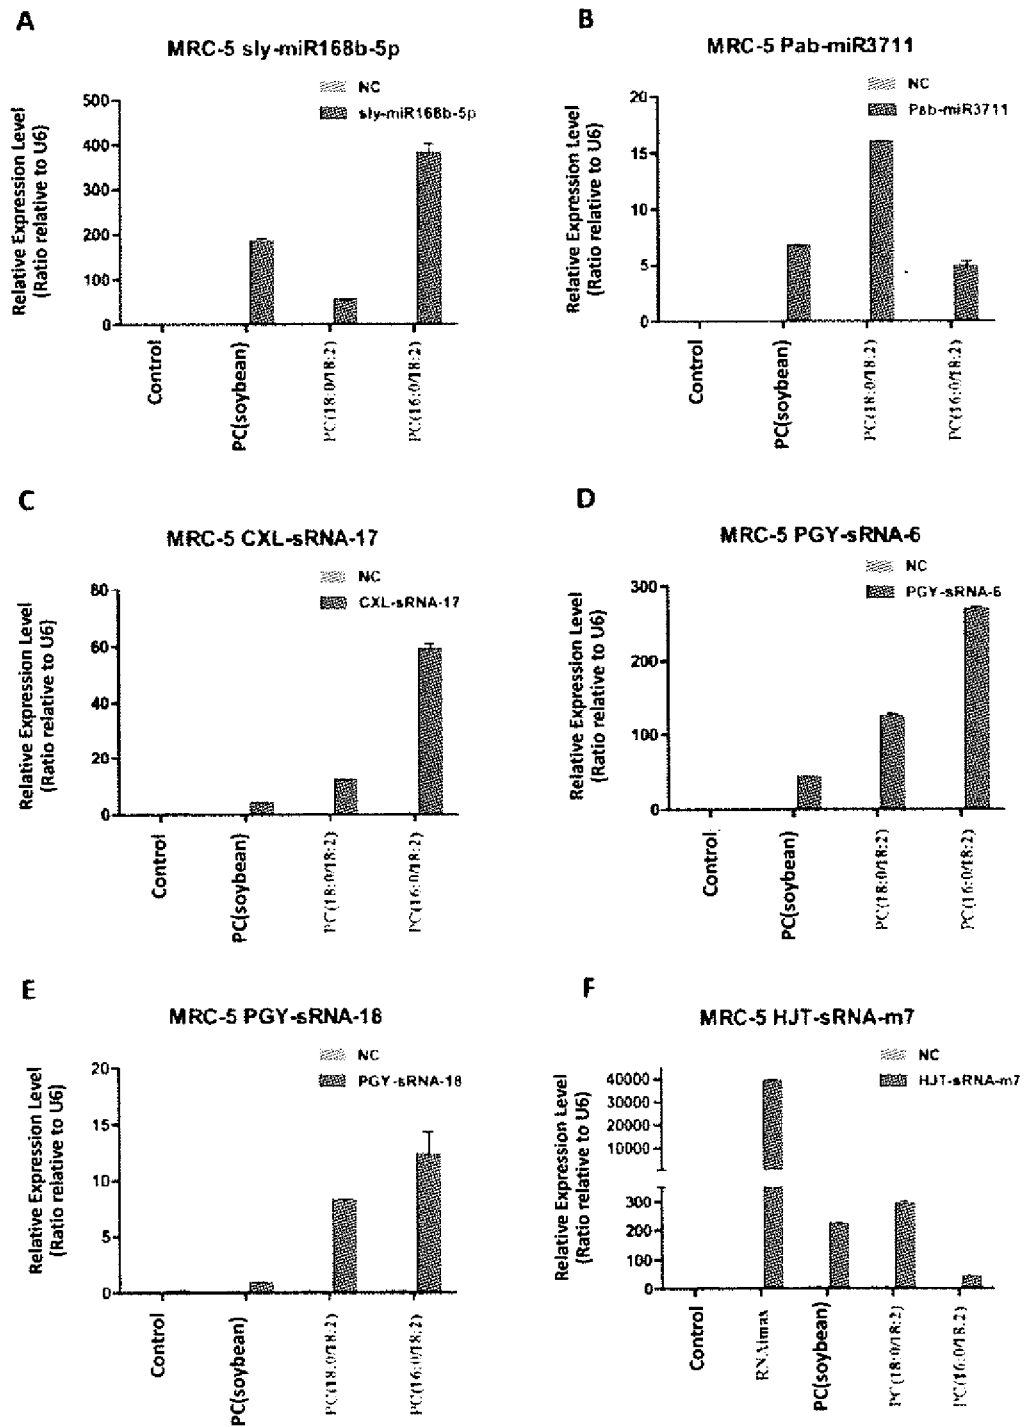 A
MRC-5 sly-miR168b-5p
NC
sly-miR168b-5p
Relative Expression Level
(Ratio relative to U6)
500
400
300
200
100
0
Control
PC(soybean)
PC(18:0/18:2)
PC(16:0/18:2)
B
MRC-5 Pab-miR3711
NC
Pab-miR3711
Relative Expression Level
(Ratio relative to U6)
20
15
10
5
0
Control
PC(soybean)
PC(18:0/18:2)
PC(16:0/18:2)
C
MRC-5 CXL-sRNA-17
NC
CXL-sRNA-17
Relative Expression Level
(Ratio relative to U6)
80
60
40
20
0
Control
PC(soybean)
PC(18:0/18:2)
PC(16:0/18:2)
D
MRC-5 PGY-sRNA-6
NC
PGY-sRNA-6
Relative Expression Level
(Ratio relative to U6)
300
200
100
0
Control
PC(soybean)
PC(18:0/18:2)
PC(16:0/18:2)
E
MRC-5 PGY-sRNA-18
NC
PGY-sRNA-18
Relative Expression Level
(Ratio relative to U6)
20
15
10
5
0
Control
PC(soybean)
PC(18:0/18:2)
PC(16:0/18:2)
F
MRC-5 HJT-sRNA-m7
NC
HJT-sRNA-m7
Relative Expression Level
(Ratio relative to U6)
40000
30000
20000
10000
300
200
100
0
Control
RNAimax
PC(soybean)
PC(18:0/18:2)
PC(16:0/18:2)